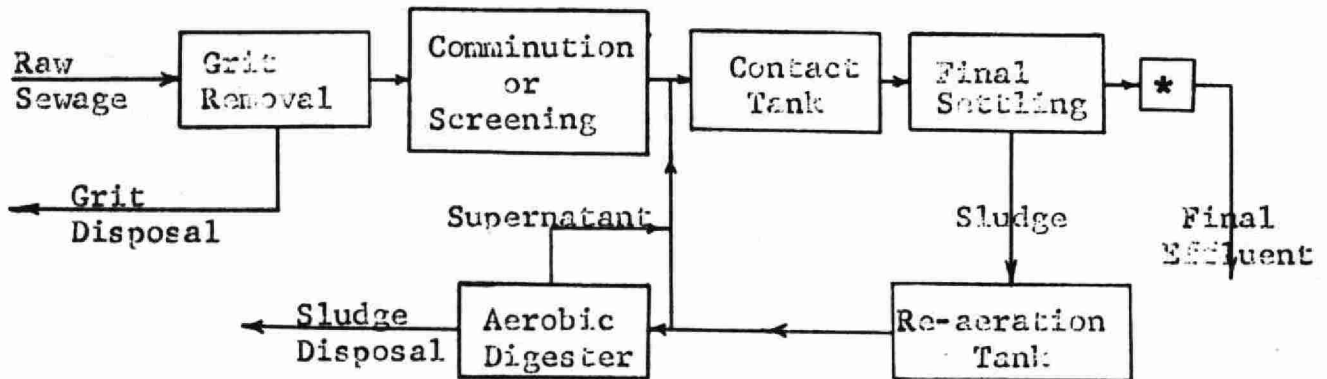 Raw
Sewage
Grit
Removal
Comminution
or
Screening
Contact
Tank
Final
Settling
*
Grit
Disposal
Supernatant
Sludge
Final
Effluent
Sludge
Disposal
Aerobic
Digester
Re-aeration
Tank